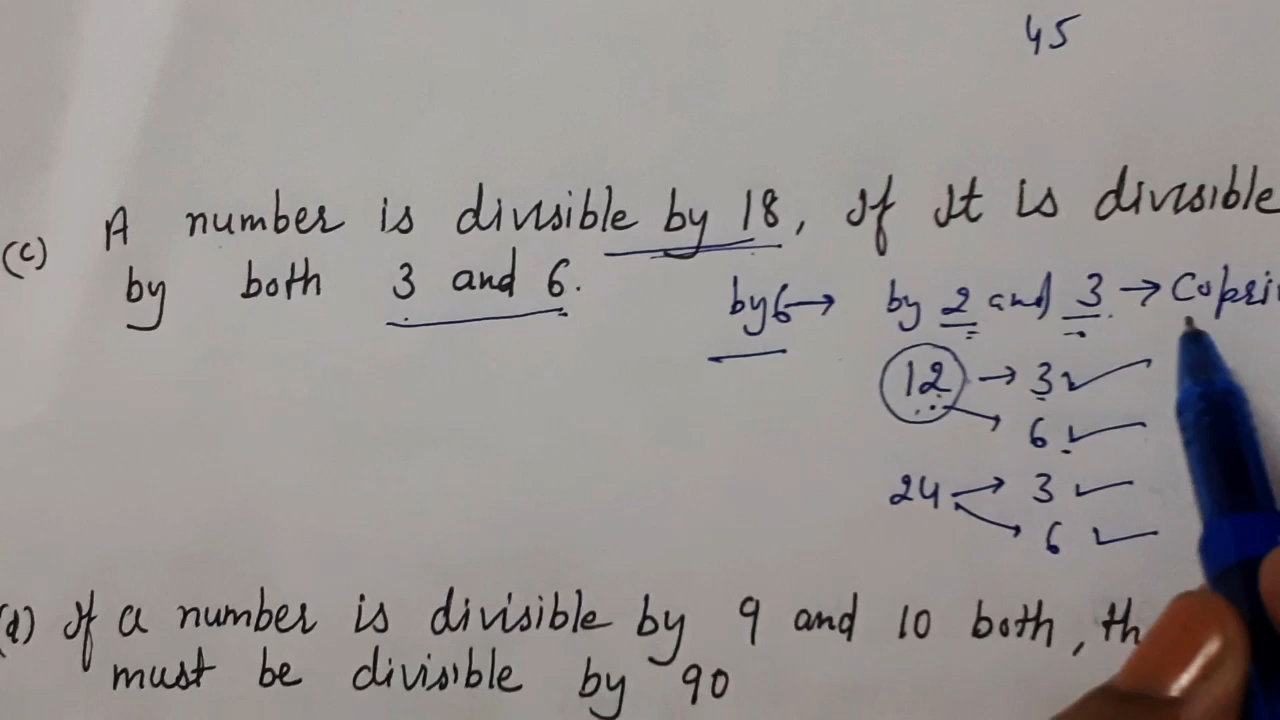 45
(c) A number is divisible by 18, if it is divisible
by both 3 and 6.
by 6 → by 2 and 3 → Copri
12 → 3 ✓
6 ✓
24 → 3 ✓
6 ✓
(d) If a number is divisible by 9 and 10 both, th
must be divisible by 90